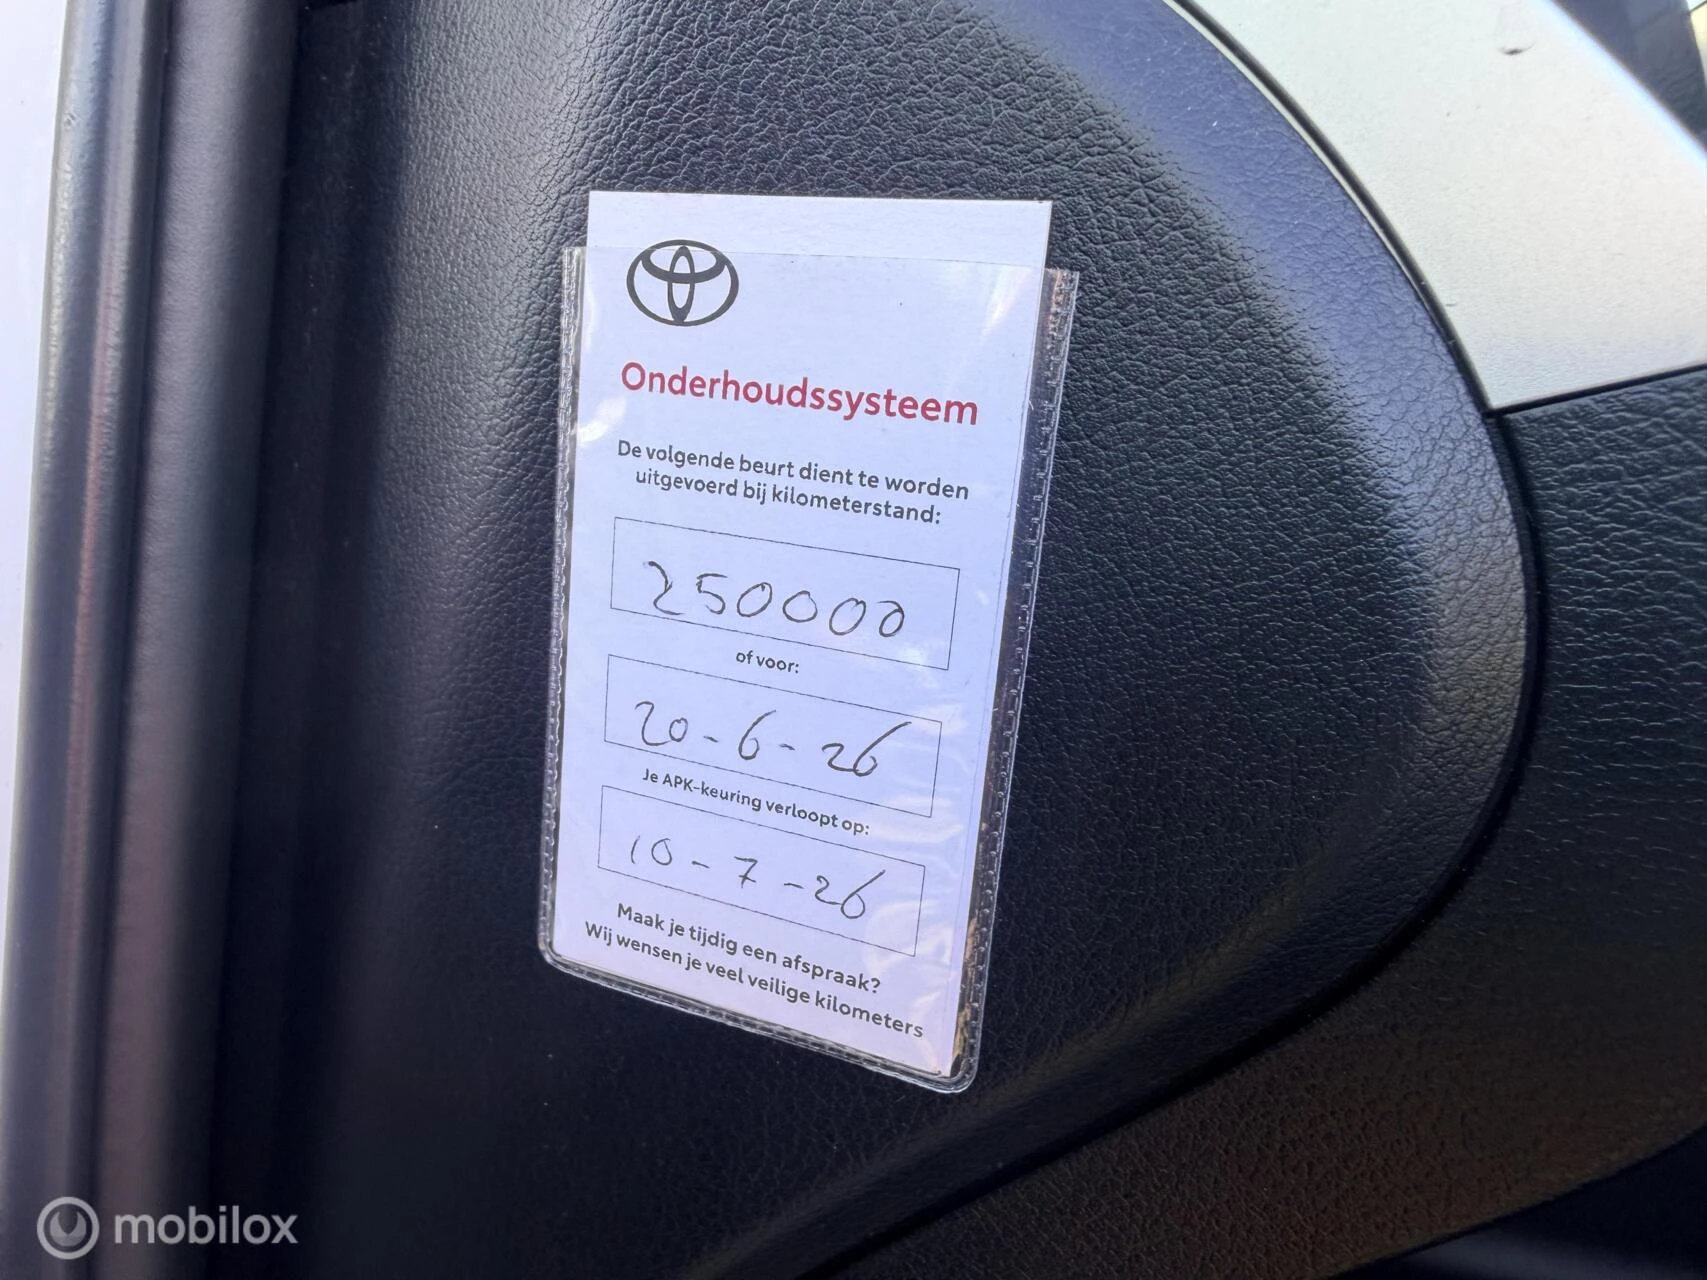 Onderhoudssysteem
De volgende beurt dient te worden
uitgevoerd bij kilometerstand:
250000
of voor:
20-6-26
Je APK-keuring verloopt op:
10-7-26
Maak je tijdig een afspraak?
Wij wensen je veel veilige kilometers
mobilox